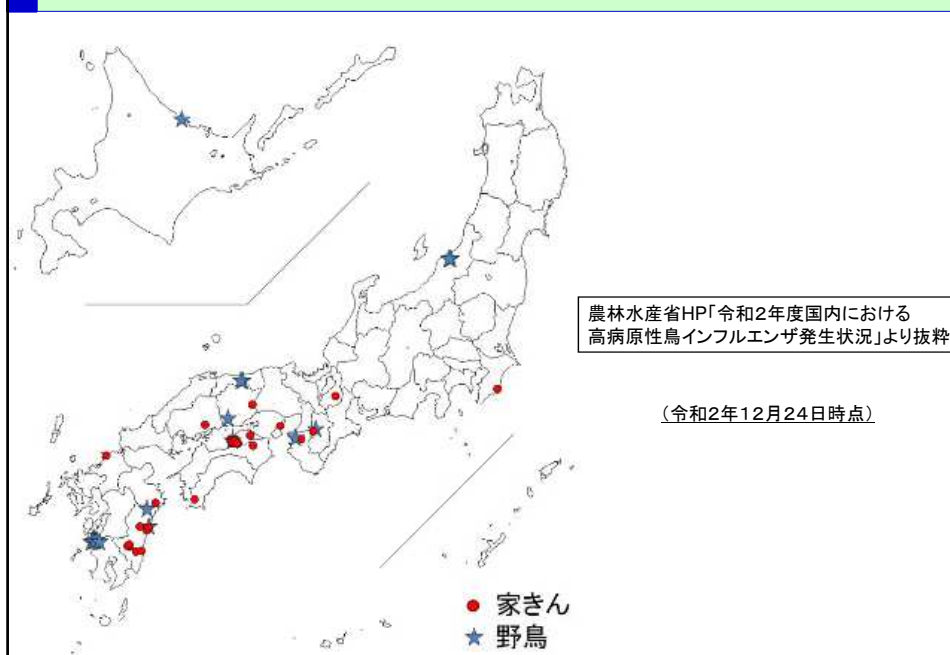 農林水産省HP「令和2年度国内における
高病原性鳥インフルエンザ発生状況」より抜粋
(令和2年12月24日時点)
家きん
野鳥